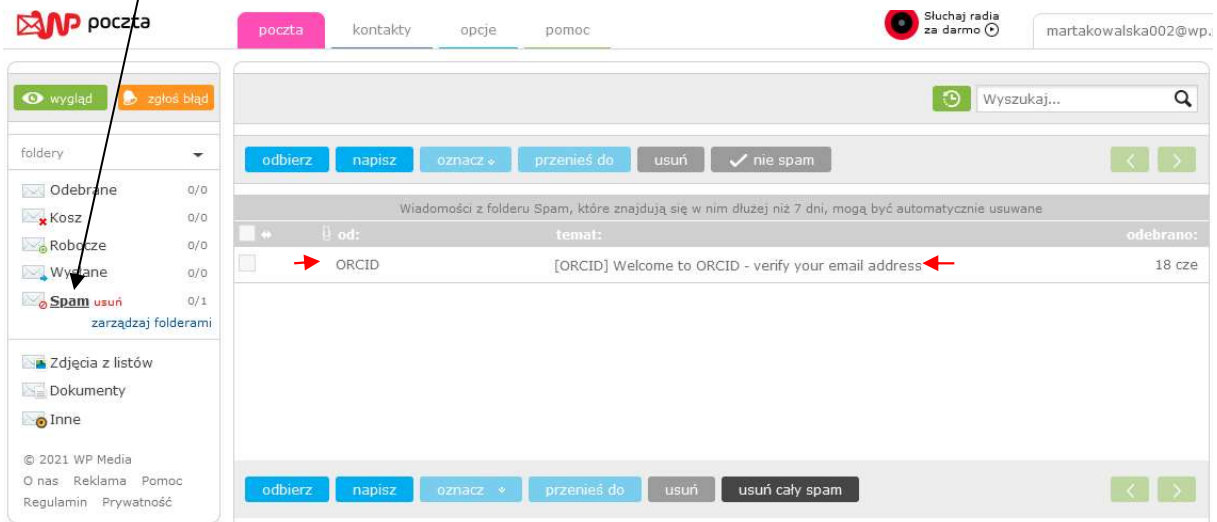 WP poczta
poczta kontakty opcje pomoc
Słuchaj radia
za darmo
martakowalska002@wp.
wygląd zgłoś błąd
Wyszukaj...
foldery
odbierz napisz oznacz przenieś do usuń nie spam
Odebrane 0/0
Kosz 0/0
Robocze 0/0
Wysłane 0/0
Spam usuń 0/1
zarządzaj folderami
Zdjęcia z listów
Dokumenty
Inne
© 2021 WP Media
O nas Reklama Pomoc
Regulamin Prywatność
Wiadomości z folderu Spam, które znajdują się w nim dłużej niż 7 dni, mogą być automatycznie usuwane
od: temat: odebrano:
ORCID [ORCID] Welcome to ORCID - verify your email address 18 cze
odbierz napisz oznacz przenieś do usuń usuń cały spam